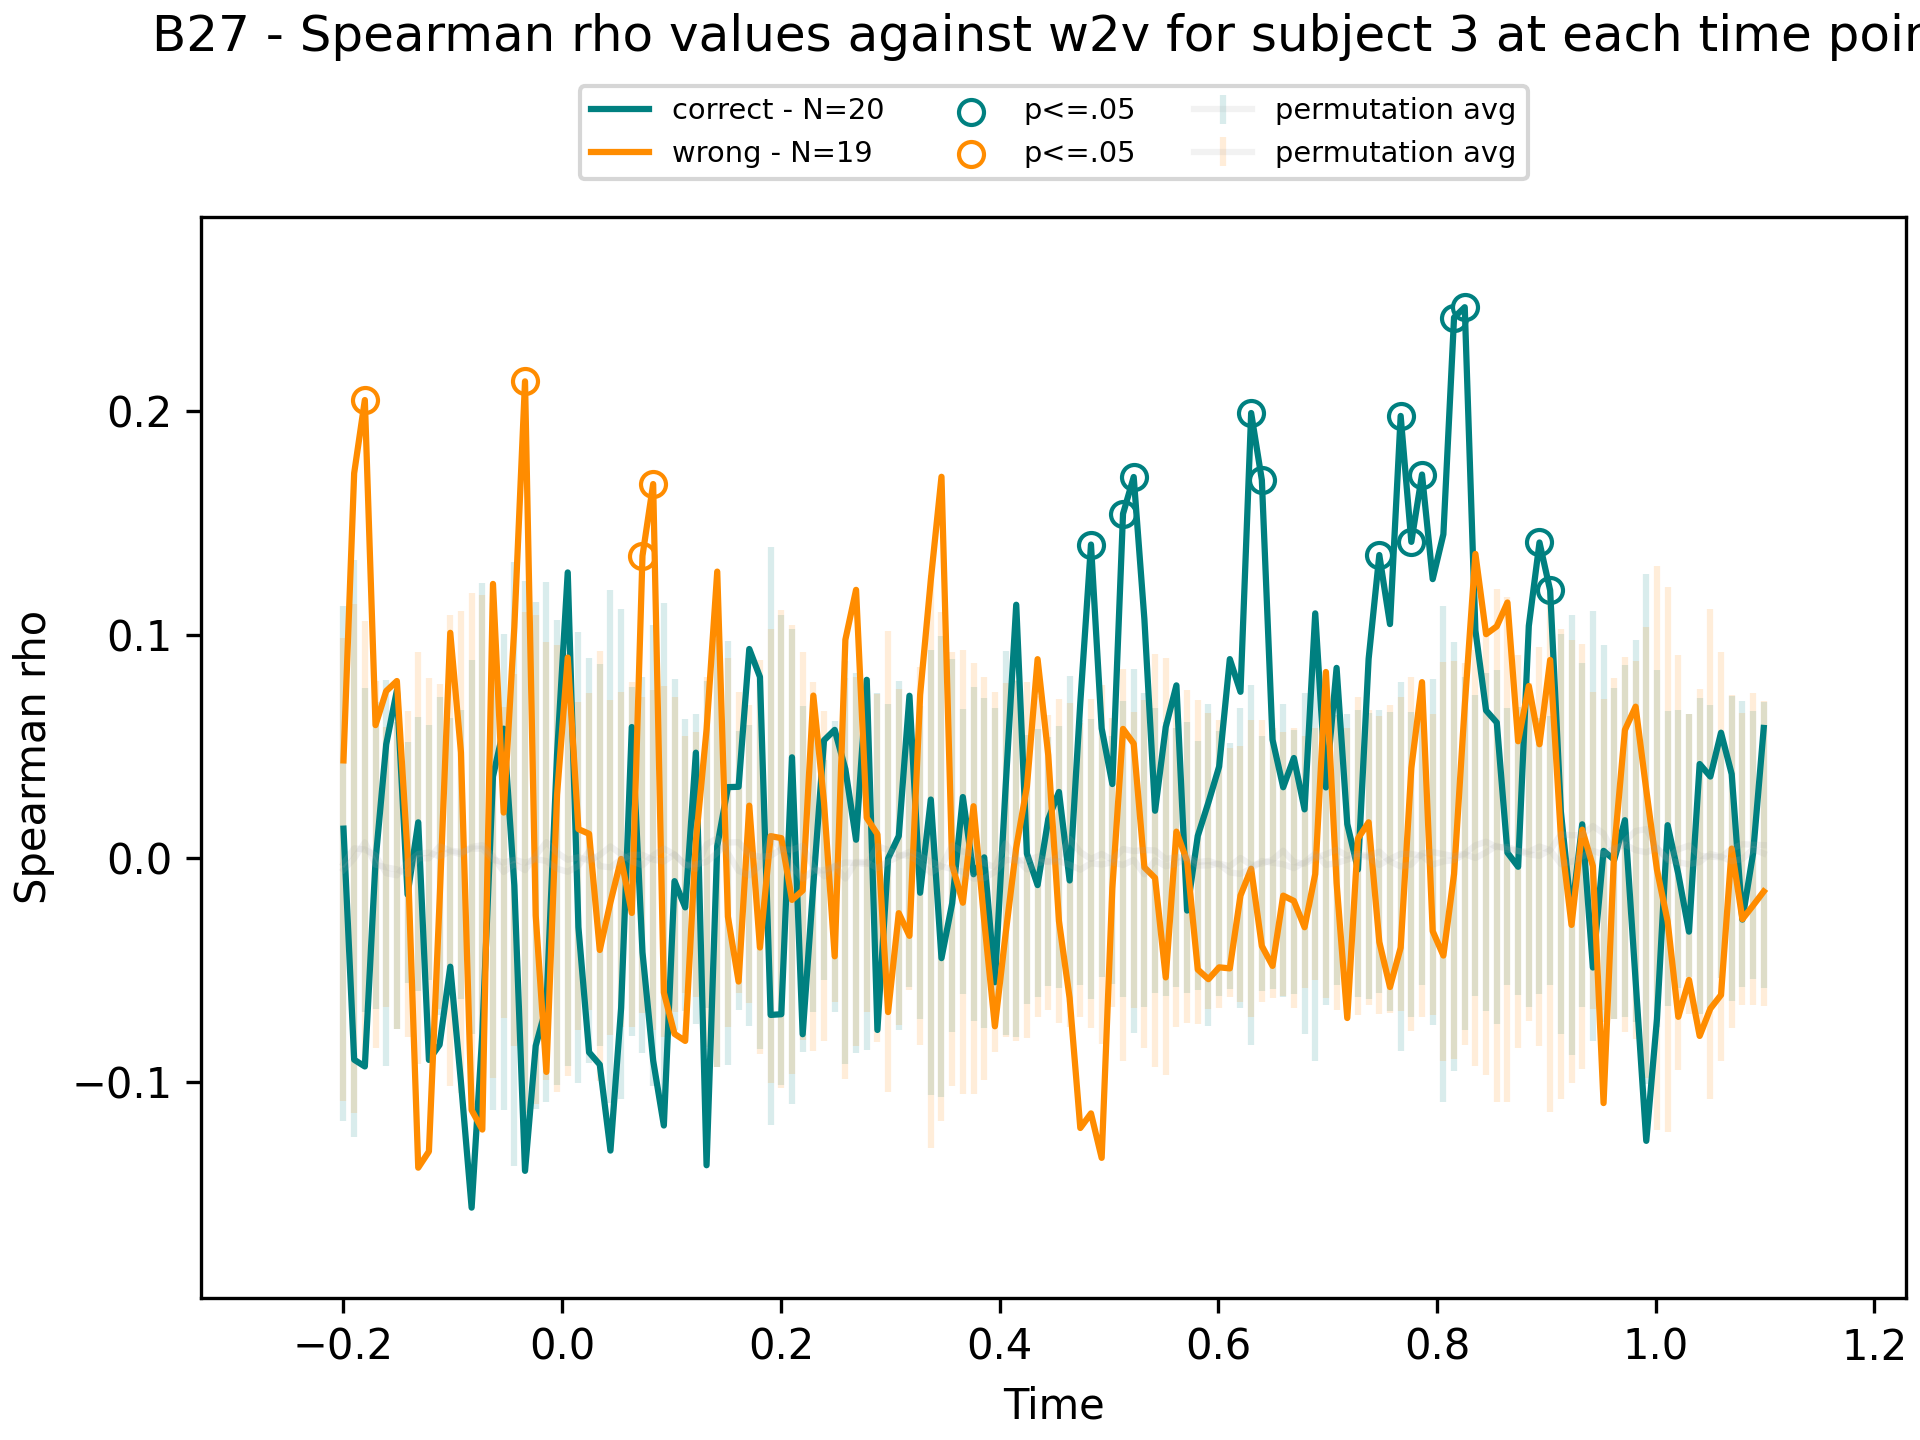 B27 - Spearman rho values against w2v for subject 3 at each time poin
correct - N=20
wrong - N=19
p<=.05
p<=.05
permutation avg
permutation avg
Spearman rho
0.2
0.1
0.0
−0.1
−0.2
0.0
0.2
0.4
0.6
0.8
1.0
1.2
Time